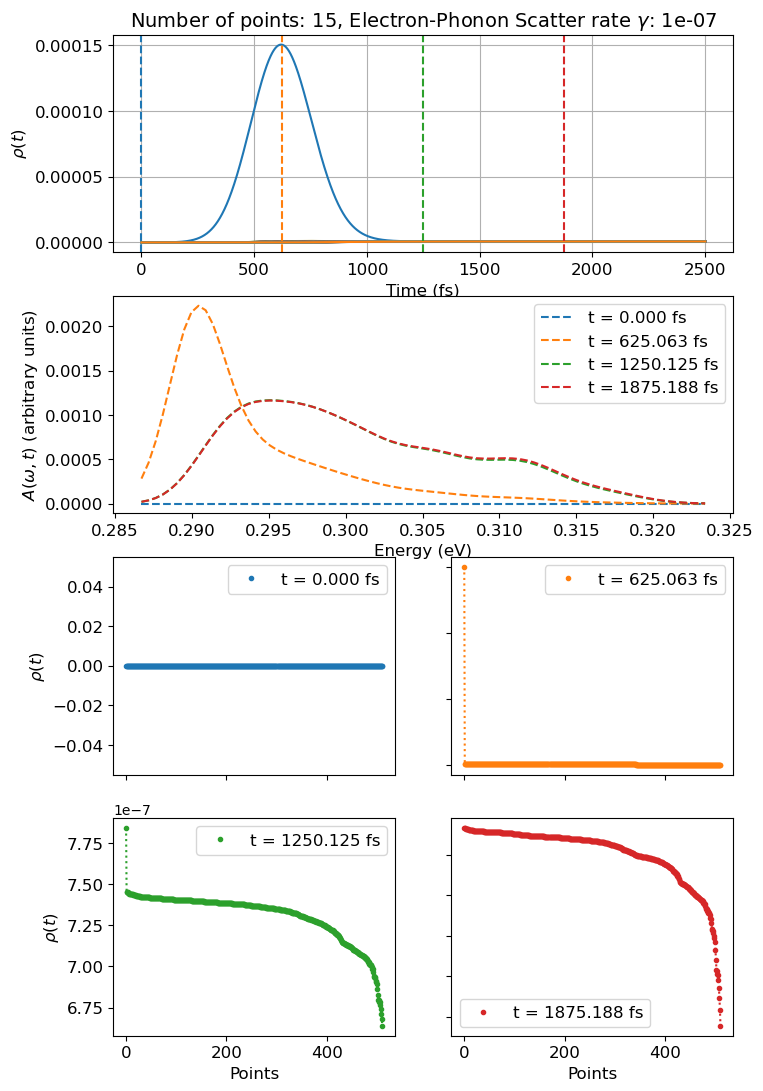 Number of points: 15, Electron-Phonon Scatter rate γ: 1e-07
ρ(t)
0.00015
0.00010
0.00005
0.00000
0 500 1000 1500 2000 2500
Time (fs)
A(ω, t) (arbitrary units)
0.0020
0.0015
0.0010
0.0005
0.0000
t = 0.000 fs
t = 625.063 fs
t = 1250.125 fs
t = 1875.188 fs
0.285 0.290 0.295 0.300 0.305 0.310 0.315 0.320 0.325
Energy (eV)
ρ(t)
0.04
0.02
0.00
−0.02
−0.04
t = 0.000 fs
t = 625.063 fs
1e−7
ρ(t)
7.75
7.50
7.25
7.00
6.75
t = 1250.125 fs
0 200 400
Points
t = 1875.188 fs
0 200 400
Points